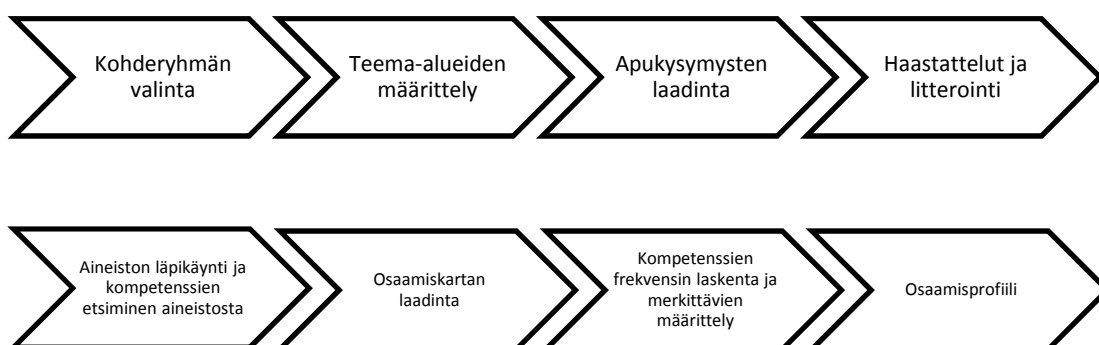 Kohderyhmän
valinta
Teema-alueiden
määrittely
Apukysymysten
laadinta
Haastattelut ja
litterointi
Aineiston läpikäynti ja
kompetenssien
etsiminen aineistosta
Osaamiskartan
laadinta
Kompetenssien
frekvensin laskenta ja
merkittävien
määrittely
Osaamisprofiili